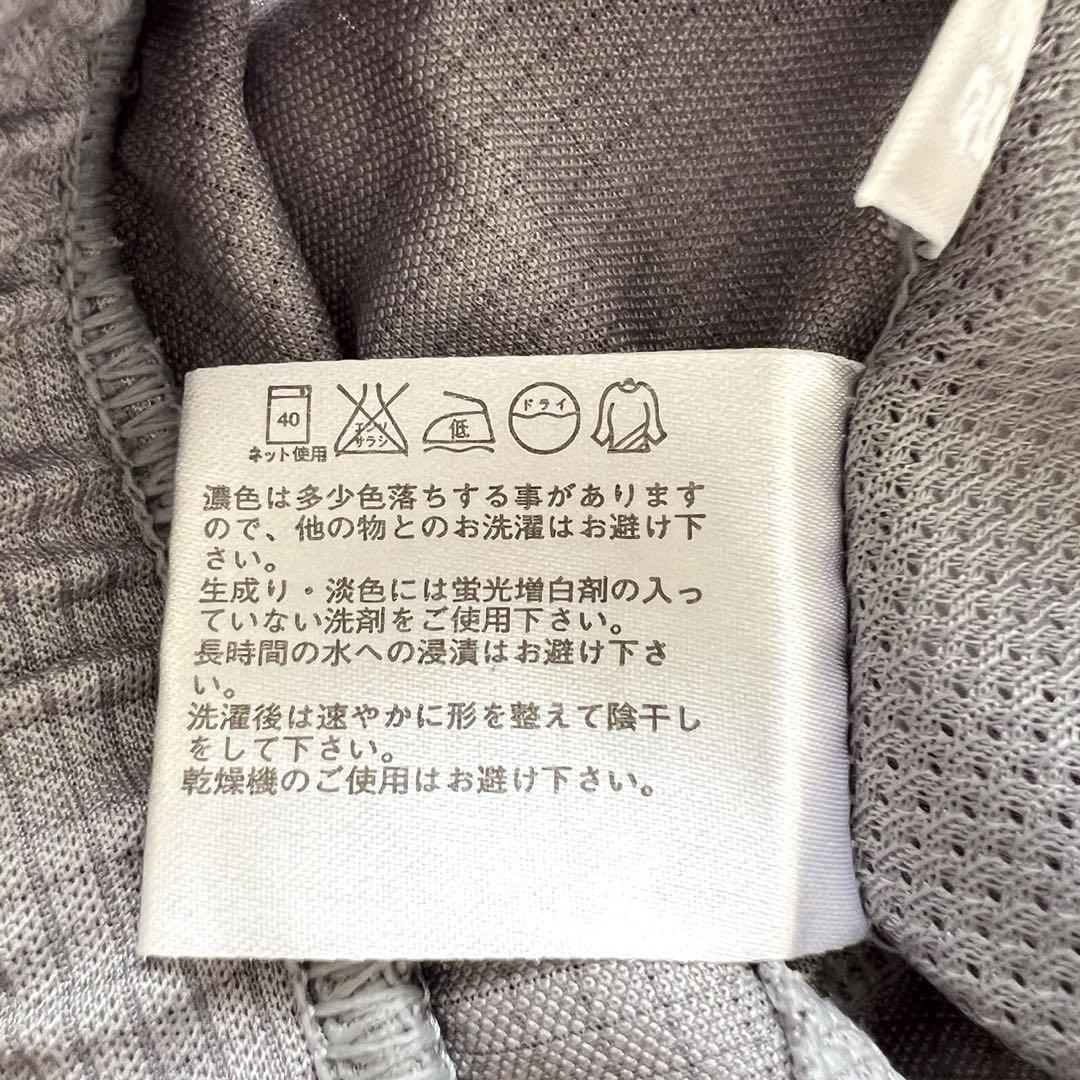 40
ネット使用
エンソ
サラシ
低
ドライ
濃色は多少色落ちする事があります
ので、他の物とのお洗濯はお避け下
さい。
生成り・淡色には蛍光増白剤の入っ
ていない洗剤をご使用下さい。
長時間の水への浸漬はお避け下さ
い。
洗濯後は速やかに形を整えて陰干し
をして下さい。
乾燥機のご使用はお避け下さい。